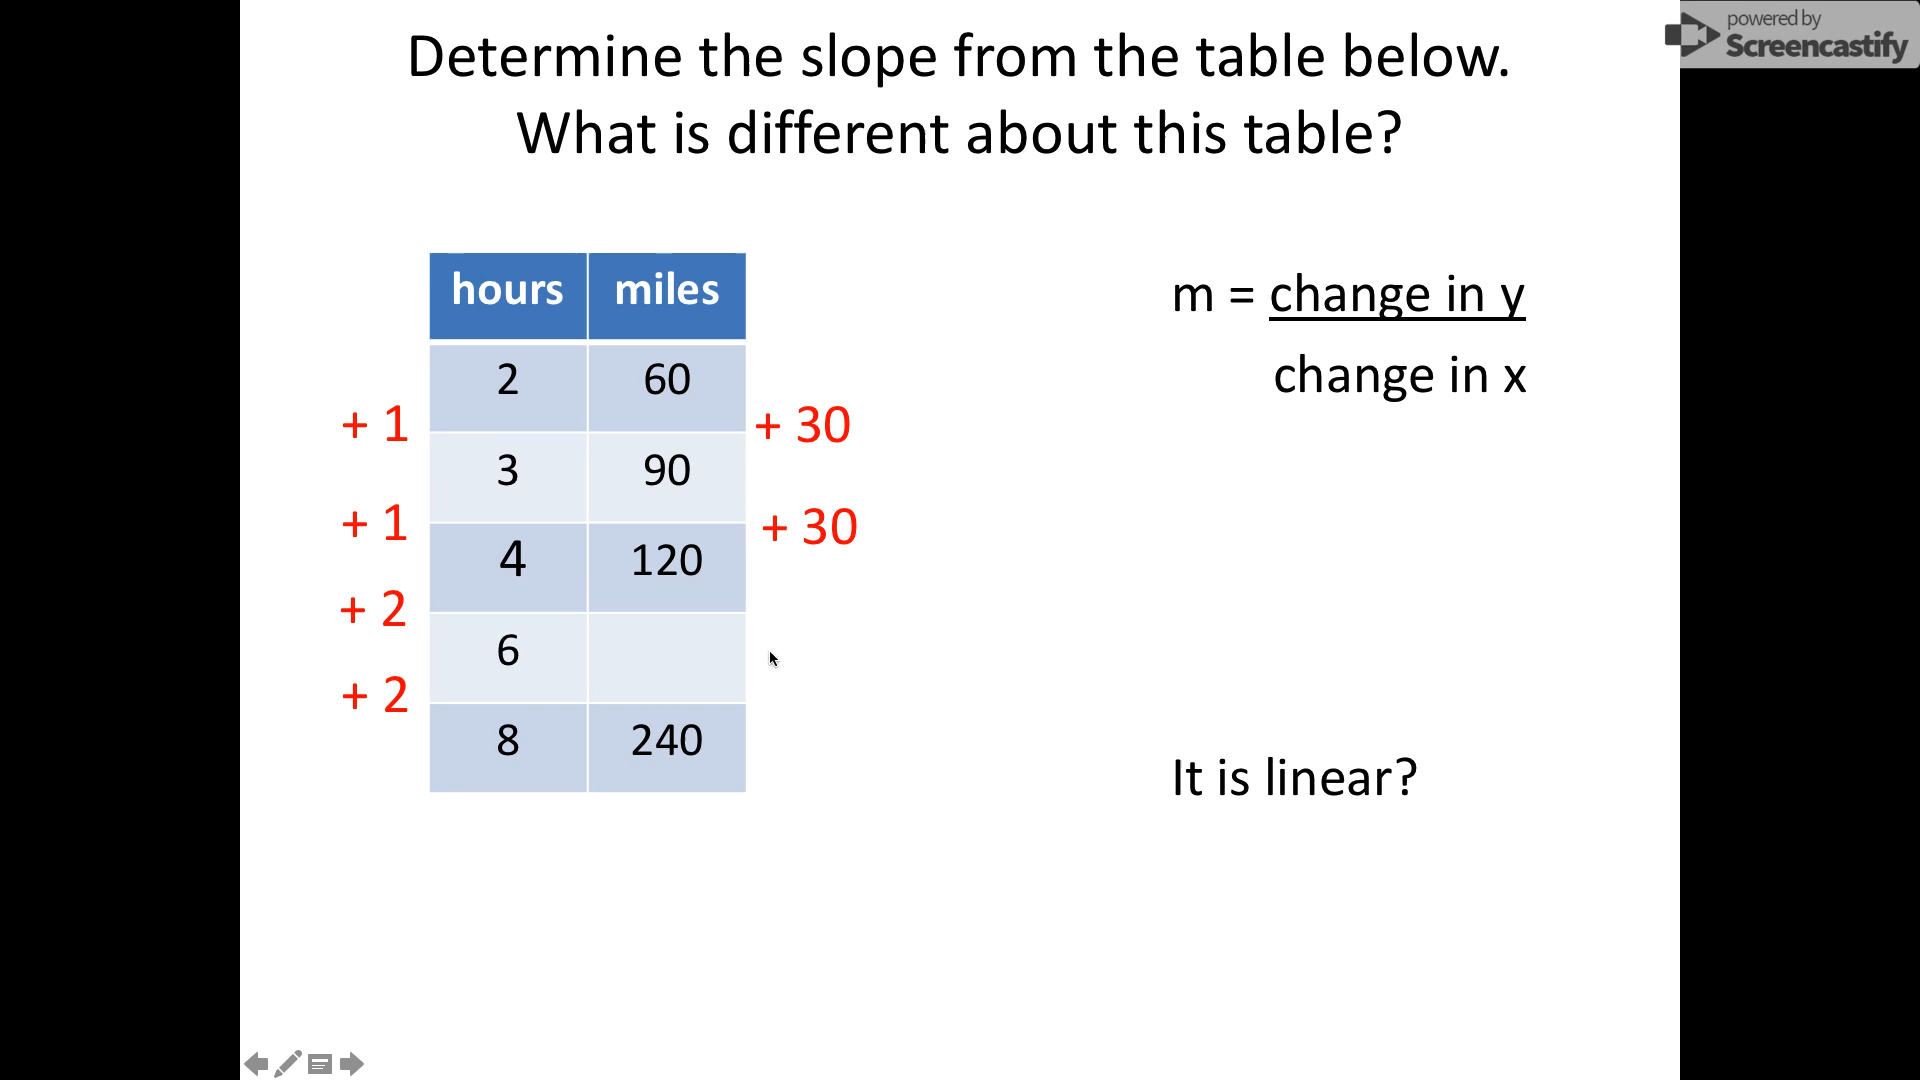 powered by
Screencastify
Determine the slope from the table below.
What is different about this table?
hours miles
2 60
+ 1 + 30
3 90
+ 1 + 30
4 120
+ 2
6
+ 2
8 240
m = change in y
change in x
It is linear?